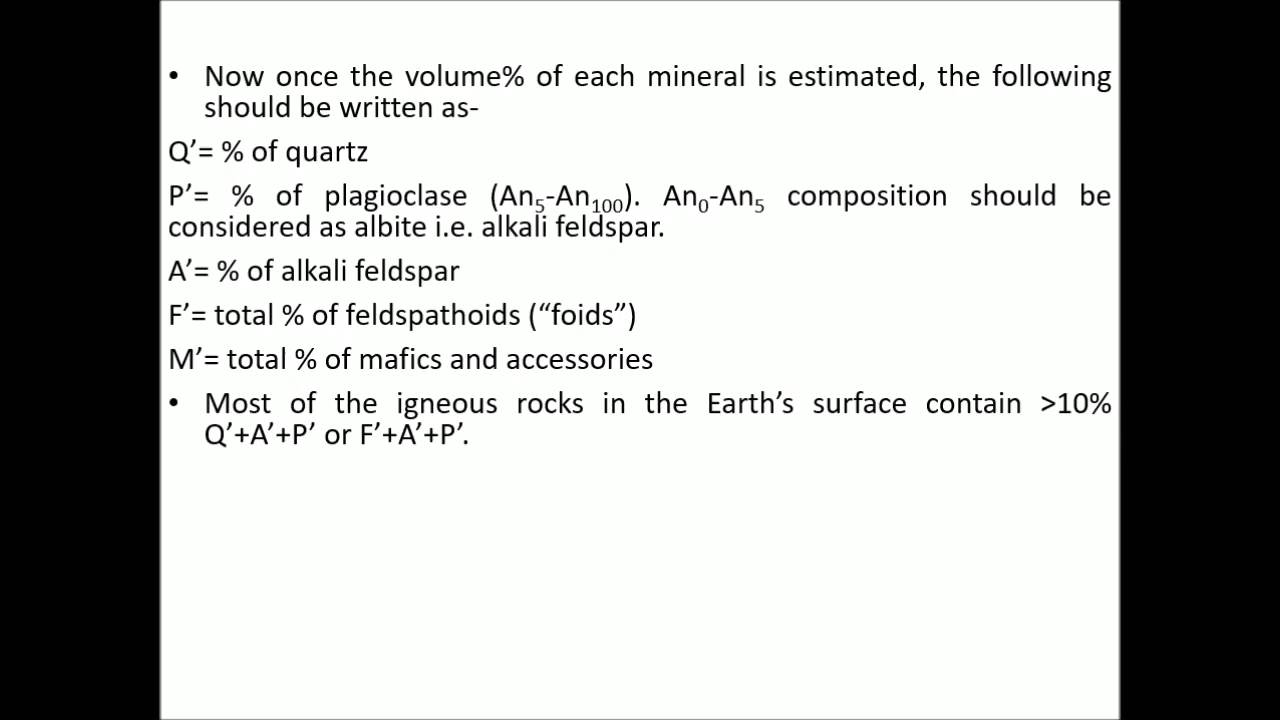 • Now once the volume% of each mineral is estimated, the following
should be written as-
Q’= % of quartz
P’= % of plagioclase (An₅-An₁₀₀). An₀-An₅ composition should be
considered as albite i.e. alkali feldspar.
A’= % of alkali feldspar
F’= total % of feldspathoids (“foids”)
M’= total % of mafics and accessories
• Most of the igneous rocks in the Earth’s surface contain >10%
Q’+A’+P’ or F’+A’+P’.